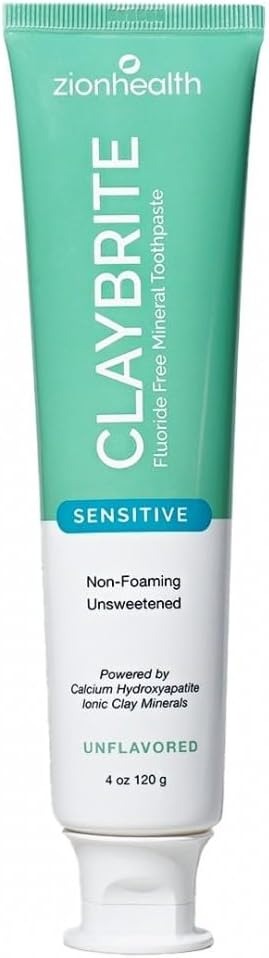 zionhealth
CLAYBRITE
Fluoride Free Mineral Toothpaste
SENSITIVE
Non-Foaming
Unsweetened
Powered by
Calcium Hydroxyapatite
Ionic Clay Minerals
UNFLAVORED
4 oz 120 g